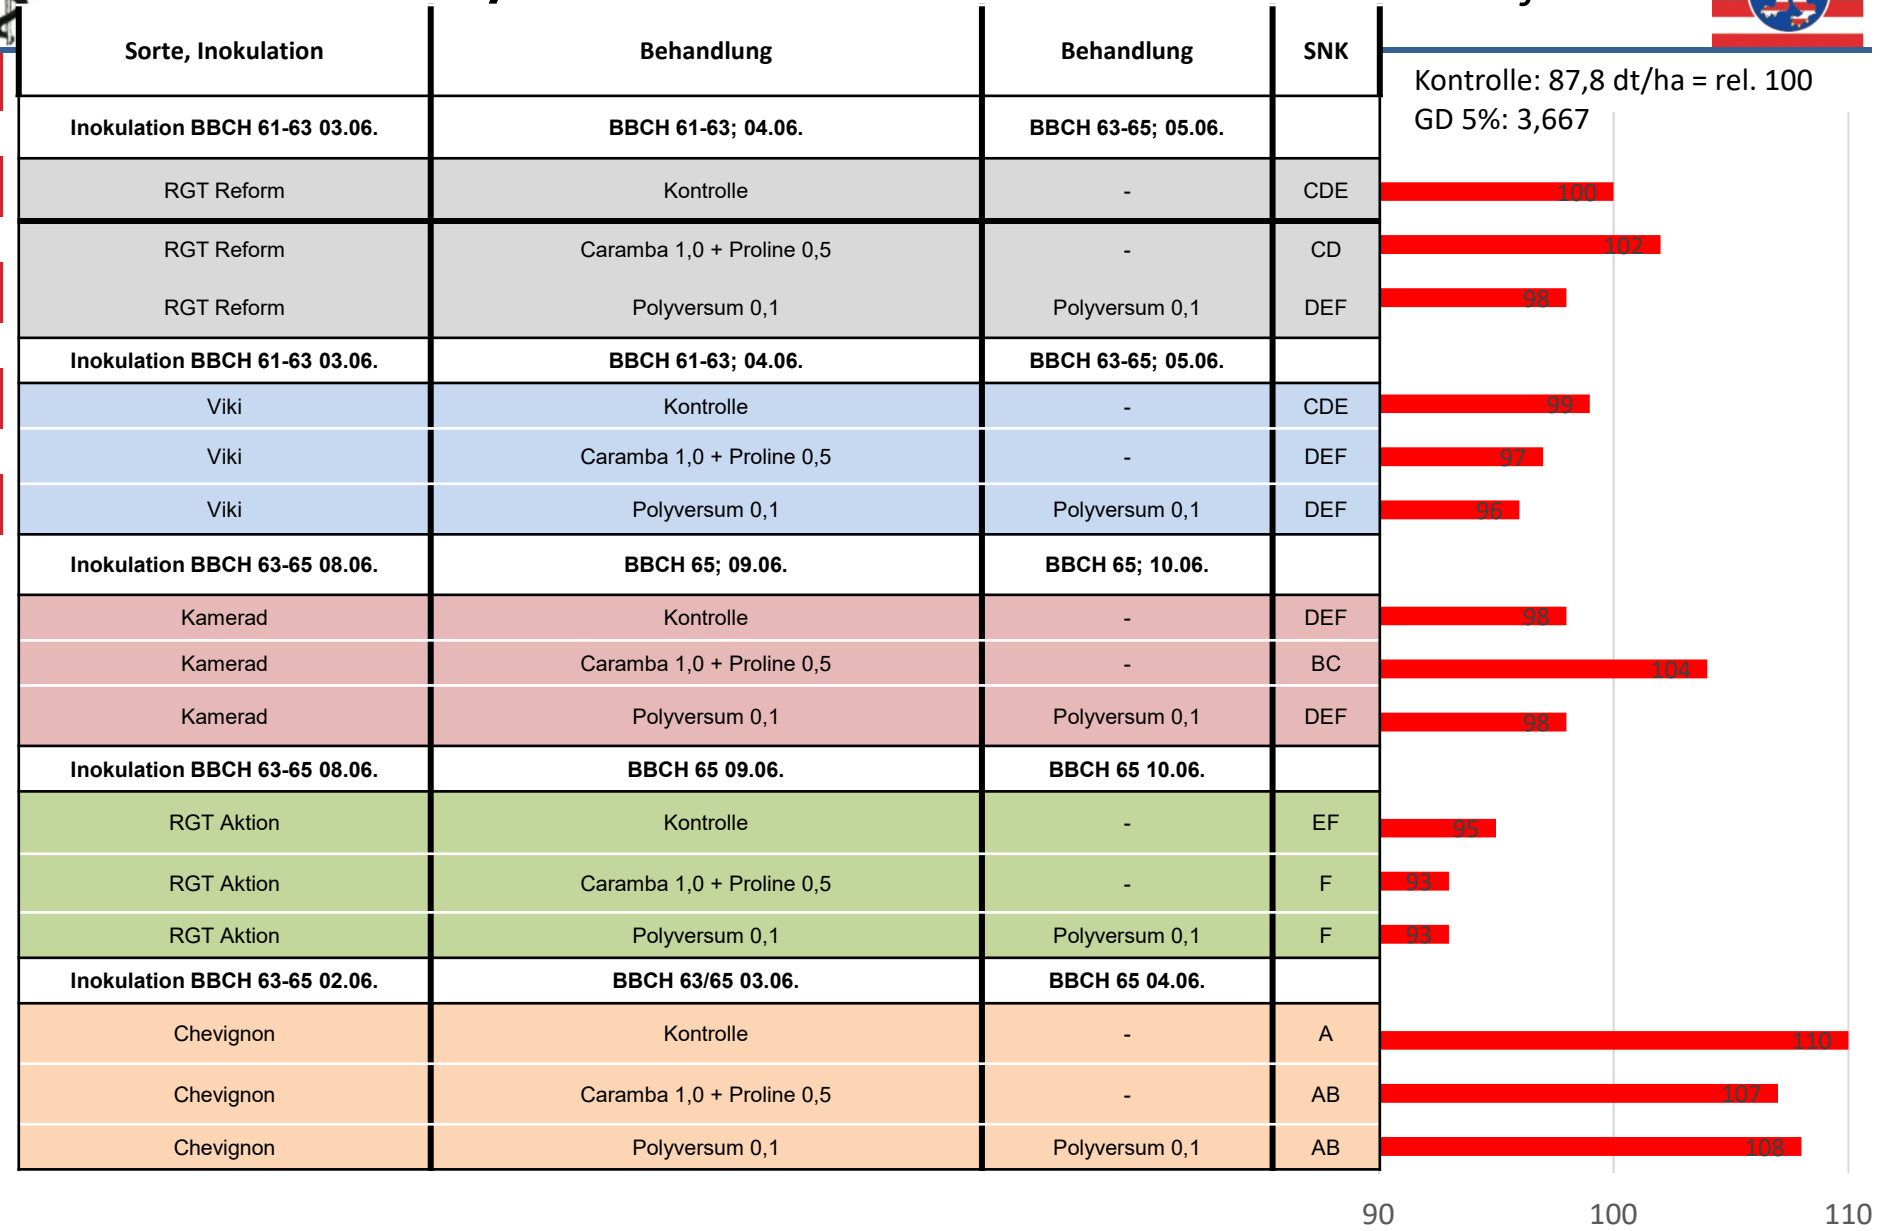 Sorte, Inokulation Behandlung Behandlung SNK
Kontrolle: 87,8 dt/ha = rel. 100
GD 5%: 3,667
Inokulation BBCH 61-63 03.06. BBCH 61-63; 04.06. BBCH 63-65; 05.06.
RGT Reform Kontrolle - CDE 100
RGT Reform Caramba 1,0 + Proline 0,5 - CD 102
RGT Reform Polyversum 0,1 Polyversum 0,1 DEF 98
Inokulation BBCH 61-63 03.06. BBCH 61-63; 04.06. BBCH 63-65; 05.06.
Viki Kontrolle - CDE 99
Viki Caramba 1,0 + Proline 0,5 - DEF 97
Viki Polyversum 0,1 Polyversum 0,1 DEF 96
Inokulation BBCH 63-65 08.06. BBCH 65; 09.06. BBCH 65; 10.06.
Kamerad Kontrolle - DEF 98
Kamerad Caramba 1,0 + Proline 0,5 - BC 104
Kamerad Polyversum 0,1 Polyversum 0,1 DEF 98
Inokulation BBCH 63-65 08.06. BBCH 65 09.06. BBCH 65 10.06.
RGT Aktion Kontrolle - EF 95
RGT Aktion Caramba 1,0 + Proline 0,5 - F 93
RGT Aktion Polyversum 0,1 Polyversum 0,1 F 93
Inokulation BBCH 63-65 02.06. BBCH 63/65 03.06. BBCH 65 04.06.
Chevignon Kontrolle - A 110
Chevignon Caramba 1,0 + Proline 0,5 - AB 107
Chevignon Polyversum 0,1 Polyversum 0,1 AB 108
90 100 110